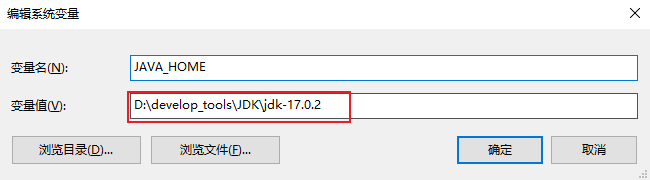 编辑系统变量
变量名(N):
JAVA_HOME
变量值(V):
D:\develop_tools\JDK\jdk-17.0.2
浏览目录(D)...
浏览文件(F)...
确定
取消